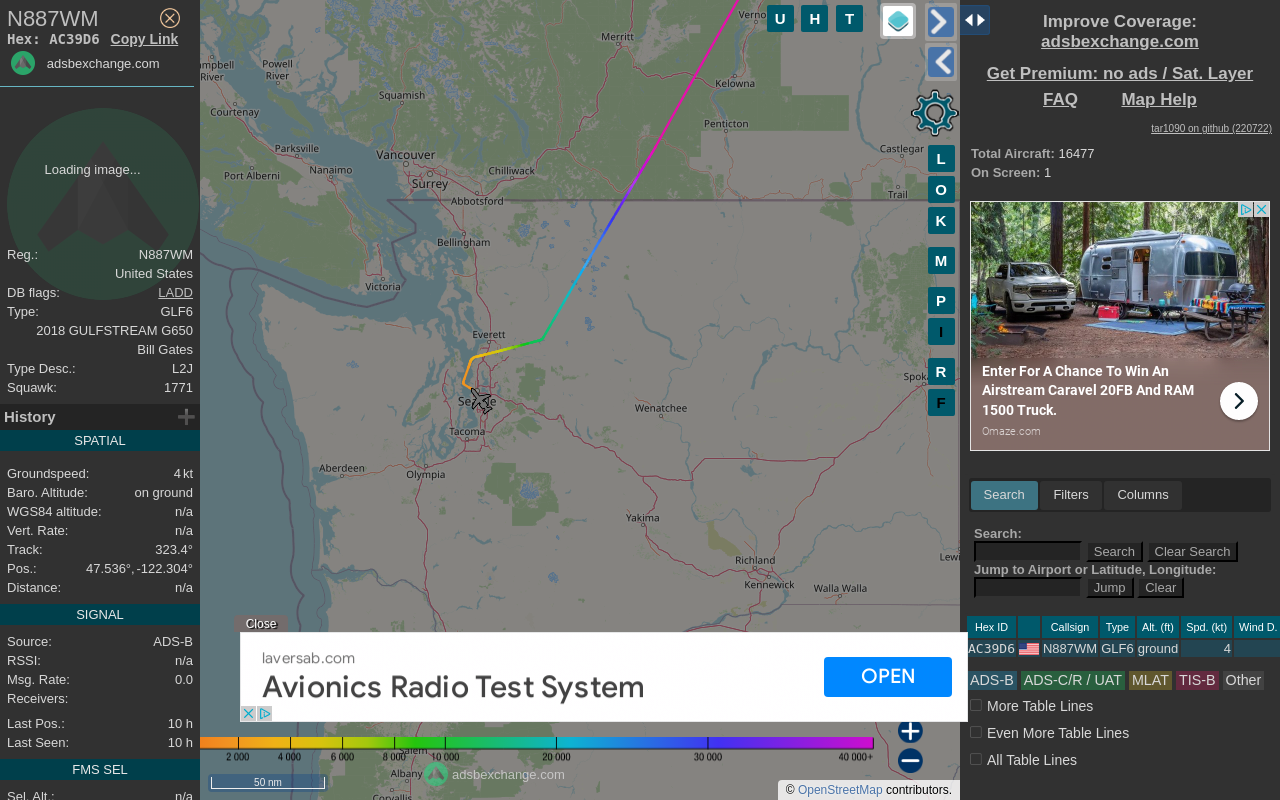 N887WM
Hex: AC39D6 Copy Link
adsbexchange.com
Loading image...
Reg.: N887WM
United States
DB flags: LADD
Type: GLF6
2018 GULFSTREAM G650
Bill Gates
Type Desc.: L2J
Squawk: 1771
History
SPATIAL
Groundspeed: 4 kt
Baro. Altitude: on ground
WGS84 altitude: n/a
Vert. Rate: n/a
Track: 323.4°
Pos.: 47.536°, -122.304°
Distance: n/a
SIGNAL
Source: ADS-B
RSSI: n/a
Msg. Rate: 0.0
Receivers:
Last Pos.: 10 h
Last Seen: 10 h
FMS SEL
Sel. Alt.: n/a
U H T
L
O
K
M
P
I
R
F
Merritt
Powell
River
River
Squamish
Kelowna
Courtenay
Penticton
Parksville
Vancouver
Castlegar
Nanaimo
Port Alberni
Surrey
Chilliwack
Trail
Abbotsford
Bellingham
Victoria
Everett
Wenatchee
Tacoma
Aberdeen
Olympia
Yakima
Richland
Kennewick
Walla Walla
Close
laversab.com
Avionics Radio Test System
OPEN
2 000 4 000 6 000 8 000 10 000 20 000 30 000 40 000+
Salem
Albany
adsbexchange.com
50 nm
Corvallis
© OpenStreetMap contributors.
Improve Coverage:
adsbexchange.com
Get Premium: no ads / Sat. Layer
FAQ Map Help
tar1090 on github (220722)
Total Aircraft: 16477
On Screen: 1
Enter For A Chance To Win An
Airstream Caravel 20FB And RAM
1500 Truck.
Omaze.com
Search Filters Columns
Search:
Search Clear Search
Jump to Airport or Latitude, Longitude:
Jump Clear
Hex ID Callsign Type Alt. (ft) Spd. (kt) Wind D.
AC39D6 N887WM GLF6 ground 4
ADS-B ADS-C/R / UAT MLAT TIS-B Other
More Table Lines
Even More Table Lines
All Table Lines